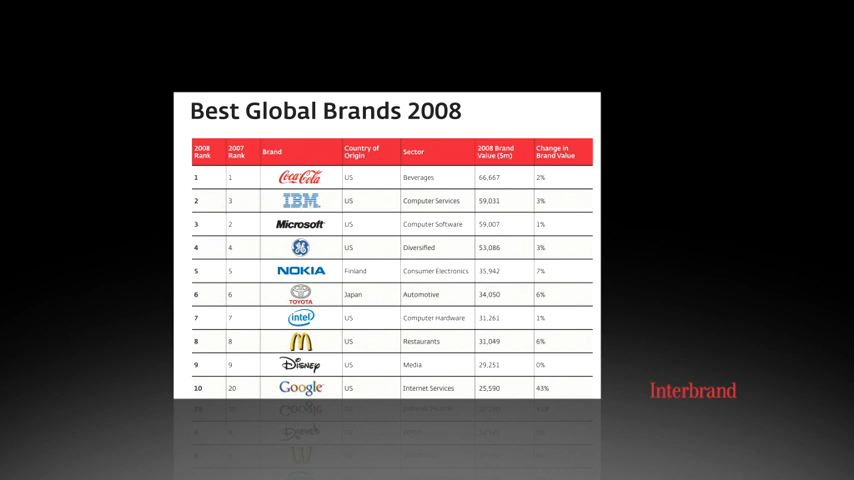 Best Global Brands 2008
2008 Rank 2007 Rank Brand Country of Origin Sector 2008 Brand Value ($m) Change in Brand Value
1 1 Coca-Cola US Beverages 66,667 2%
2 3 IBM US Computer Services 59,031 3%
3 2 Microsoft US Computer Software 59,007 1%
4 4 GE US Diversified 53,086 3%
5 5 NOKIA Finland Consumer Electronics 35,942 7%
6 6 TOYOTA Japan Automotive 34,050 6%
7 7 intel US Computer Hardware 31,261 1%
8 8 M US Restaurants 31,049 6%
9 9 Disney US Media 29,251 0%
10 20 Google US Internet Services 25,590 43%
Interbrand